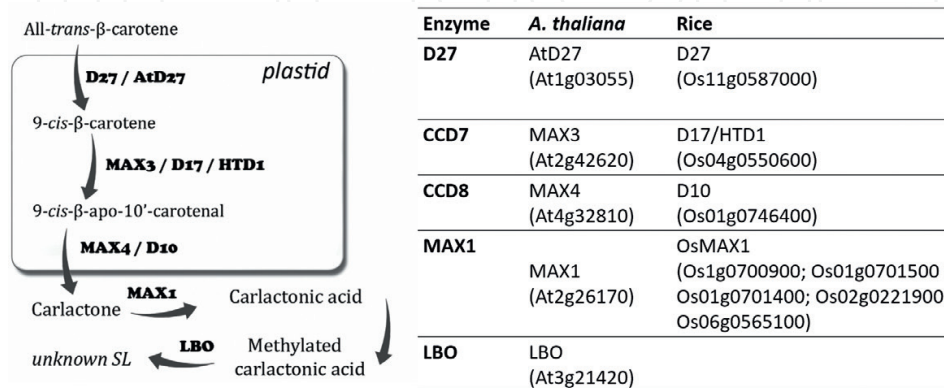 All-trans-β-carotene
plastid
D27 / AtD27
9-cis-β-carotene
MAX3 / D17 / HTD1
9-cis-β-apo-10’-carotenal
MAX4 / D10
Carlactone
MAX1
Carlactonic acid
LBO
Methylated
carlactonic acid
unknown SL
Enzyme A. thaliana Rice
D27 AtD27 D27
(At1g03055) (Os11g0587000)
CCD7 MAX3 D17/HTD1
(At2g42620) (Os04g0550600)
CCD8 MAX4 D10
(At4g32810) (Os01g0746400)
MAX1 OsMAX1
MAX1 (Os1g0700900; Os01g0701500
(At2g26170) Os01g0701400; Os02g0221900
Os06g0565100)
LBO LBO
(At3g21420)